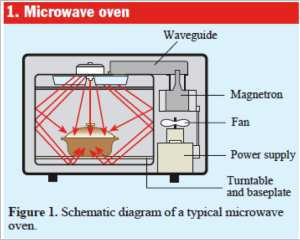 1. Microwave oven
Waveguide
Magnetron
Fan
Power supply
Turntable
and baseplate
Figure 1. Schematic diagram of a typical microwave
oven.